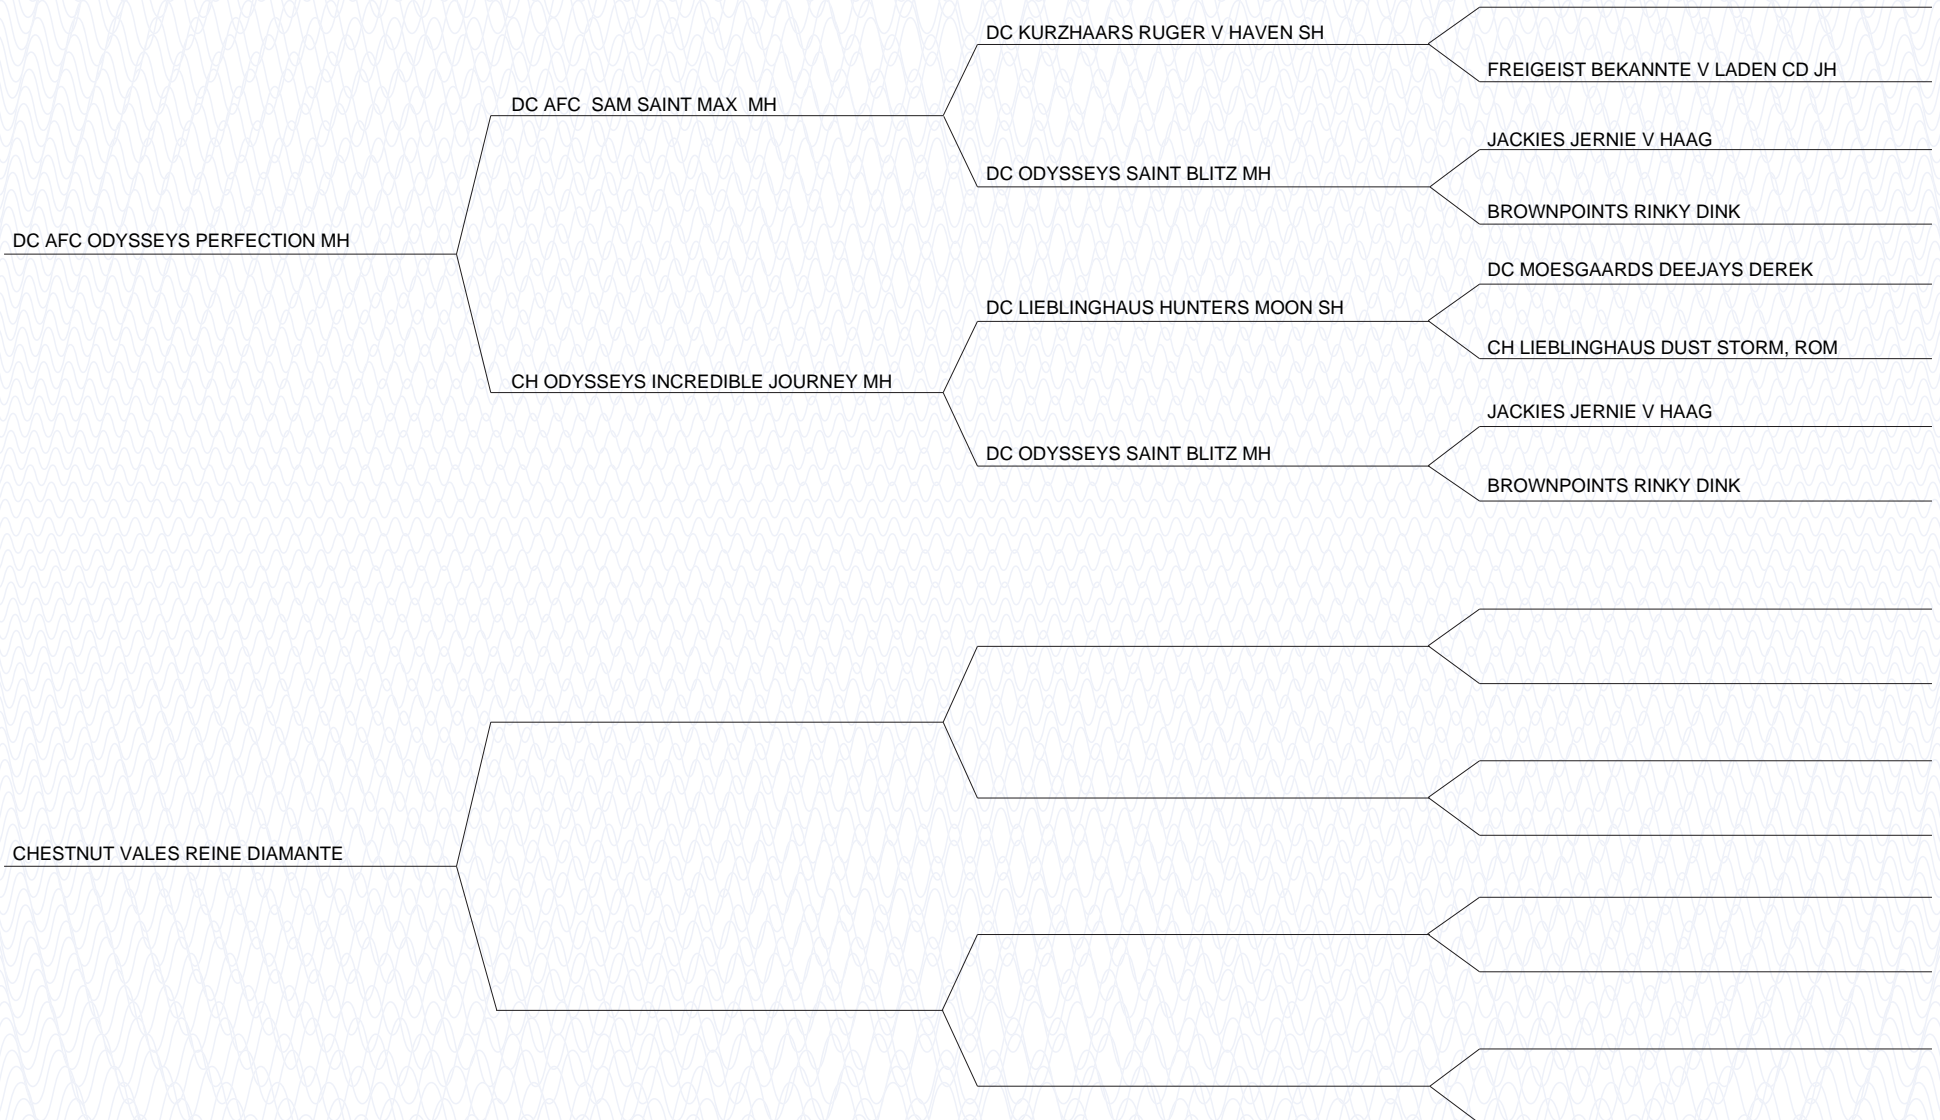 DC KURZHAARS RUGER V HAVEN SH
FREIGEIST BEKANNTE V LADEN CD JH
DC AFC  SAM SAINT MAX  MH
JACKIES JERNIE V HAAG
DC ODYSSEYS SAINT BLITZ MH
BROWNPOINTS RINKY DINK
DC AFC ODYSSEYS PERFECTION MH
DC MOESGAARDS DEEJAYS DEREK
DC LIEBLINGHAUS HUNTERS MOON SH
CH LIEBLINGHAUS DUST STORM, ROM
CH ODYSSEYS INCREDIBLE JOURNEY MH
JACKIES JERNIE V HAAG
DC ODYSSEYS SAINT BLITZ MH
BROWNPOINTS RINKY DINK
CHESTNUT VALES REINE DIAMANTE